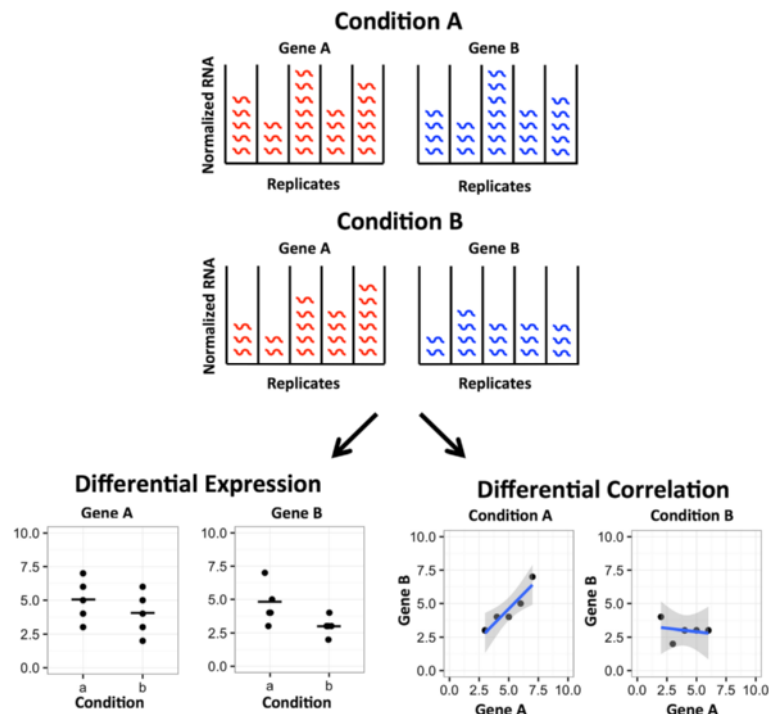 Condition A
Gene A Gene B
Normalized RNA
Replicates Replicates
Condition B
Gene A Gene B
Normalized RNA
Replicates Replicates
Differential Expression
Gene A Gene B
10.0
7.5
5.0
2.5
0.0
a b
Condition
10.0
7.5
5.0
2.5
0.0
a b
Condition
Differential Correlation
Condition A Condition B
Gene B
10.0
7.5
5.0
2.5
0.0
0.0 2.5 5.0 7.5 10.0
Gene A
Gene B
10.0
7.5
5.0
2.5
0.0
0.0 2.5 5.0 7.5 10.0
Gene A